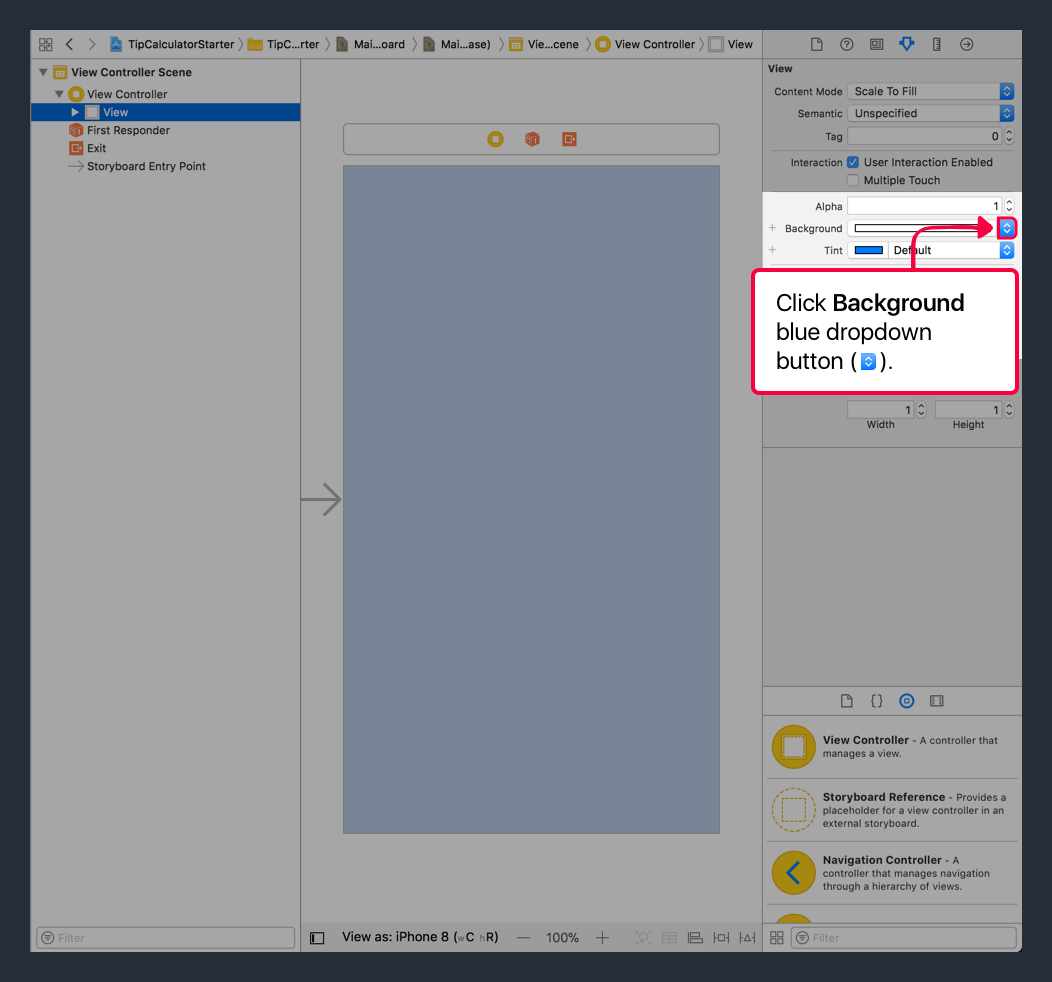 TipCalculatorStarter
TipC...rter
Mai...oard
Mai...ase)
Vie...cene
View Controller
View
View Controller Scene
View Controller
View
First Responder
Exit
Storyboard Entry Point
Filter
View as: iPhone 8 (wC hR)
100%
View
Content Mode Scale To Fill
Semantic Unspecified
Tag 0
Interaction User Interaction Enabled
Multiple Touch
Alpha 1
Background
Tint Default
Click Background
blue dropdown
button ( ).
1 1
Width Height
View Controller - A controller that
manages a view.
Storyboard Reference - Provides a
placeholder for a view controller in an
external storyboard.
Navigation Controller - A
controller that manages navigation
through a hierarchy of views.
Filter